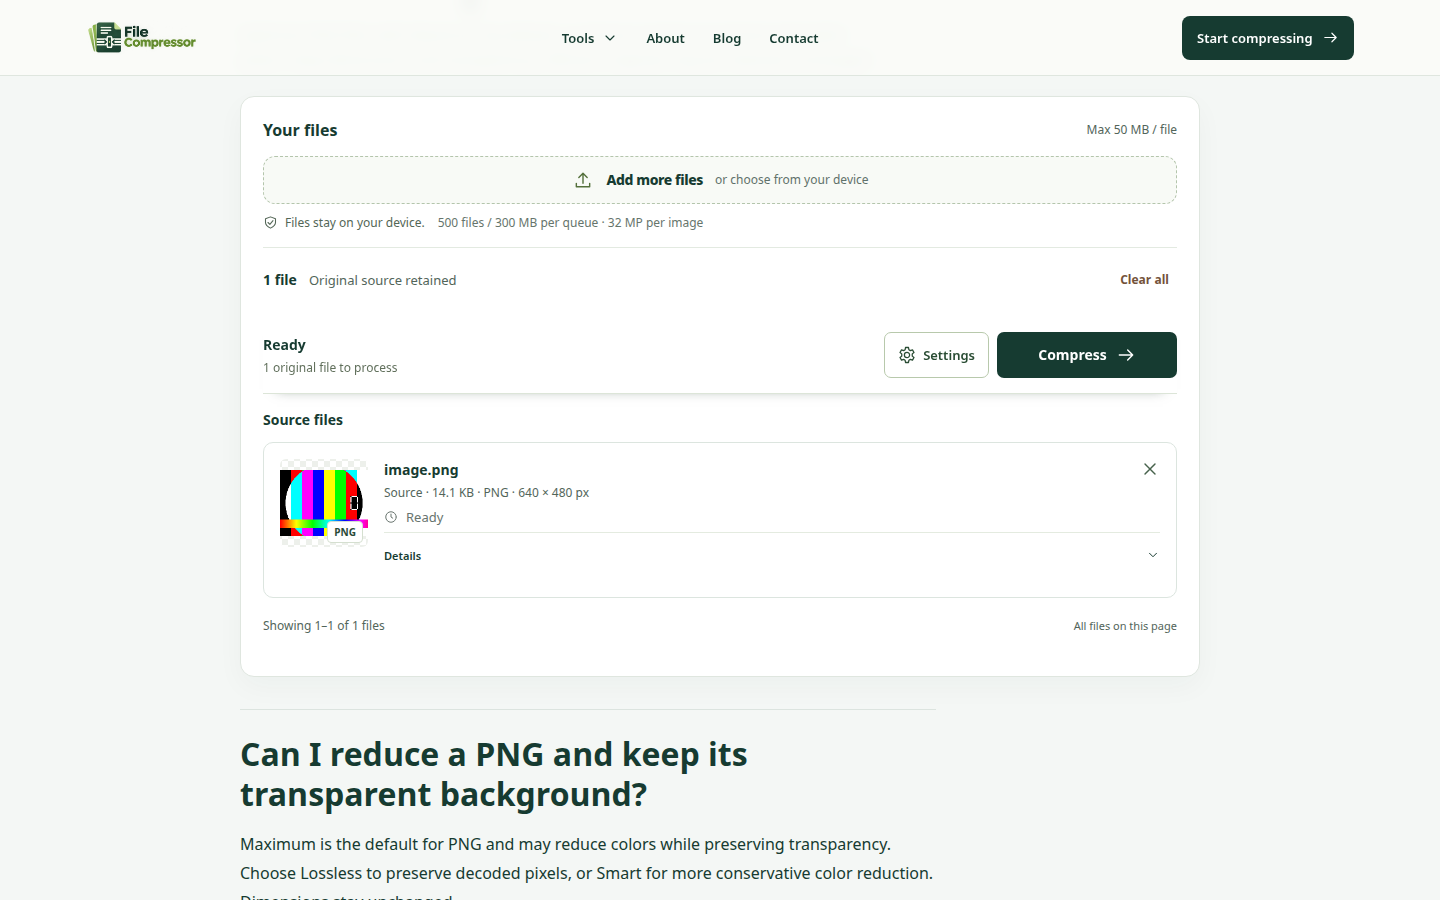 File
Compressor
Tools
About
Blog
Contact
Start compressing
Your files
Max 50 MB / file
Add more files or choose from your device
Files stay on your device. 500 files / 300 MB per queue · 32 MP per image
1 file Original source retained
Clear all
Ready
1 original file to process
Settings
Compress
Source files
image.png
Source · 14.1 KB · PNG · 640 × 480 px
Ready
PNG
Details
Showing 1–1 of 1 files
All files on this page
Can I reduce a PNG and keep its
transparent background?
Maximum is the default for PNG and may reduce colors while preserving transparency.
Choose Lossless to preserve decoded pixels, or Smart for more conservative color reduction.
Dimensions stay unchanged.